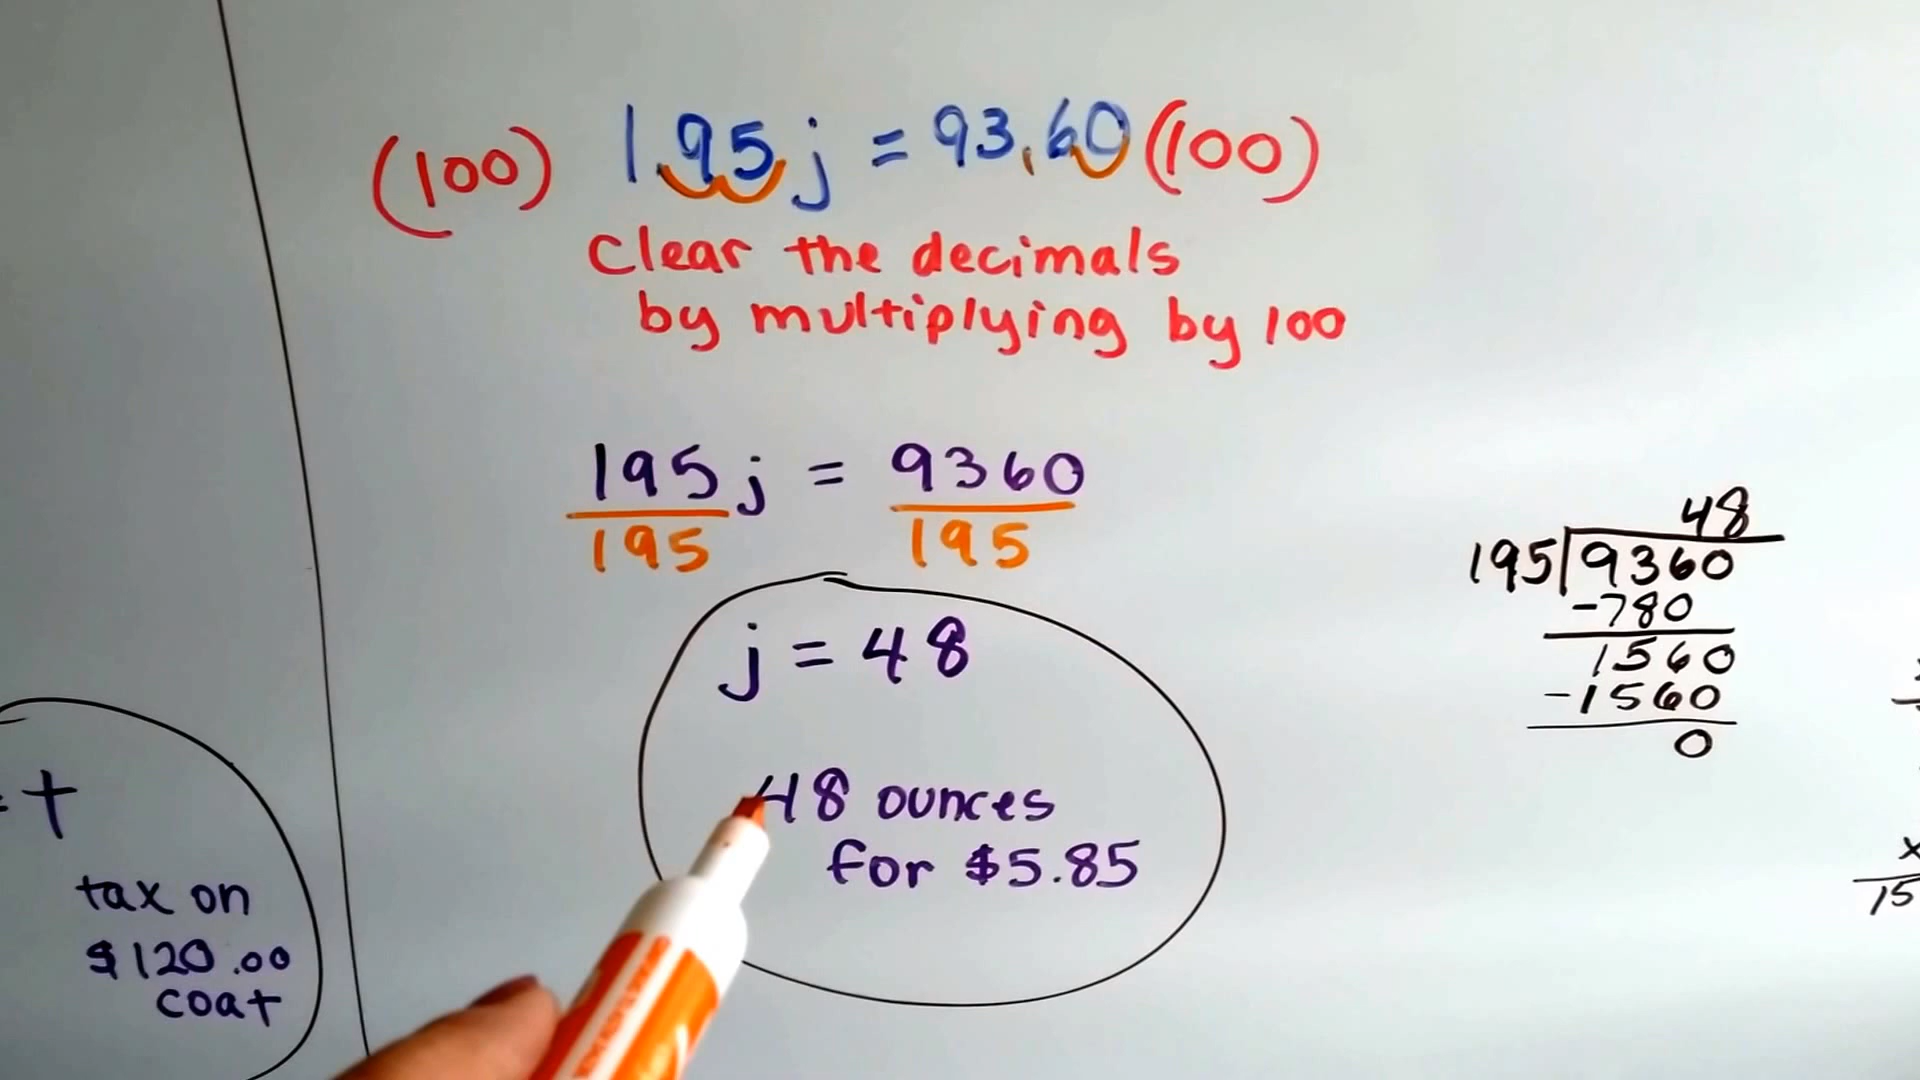 (100) 1.95j = 93.60(100)
Clear the decimals
by multiplying by 100
195j = 9360
195 195
j = 48
48 ounces
for $5.85
48
195 9360
-780
1560
-1560
0
= t
tax on
$120.00
coat
x
15